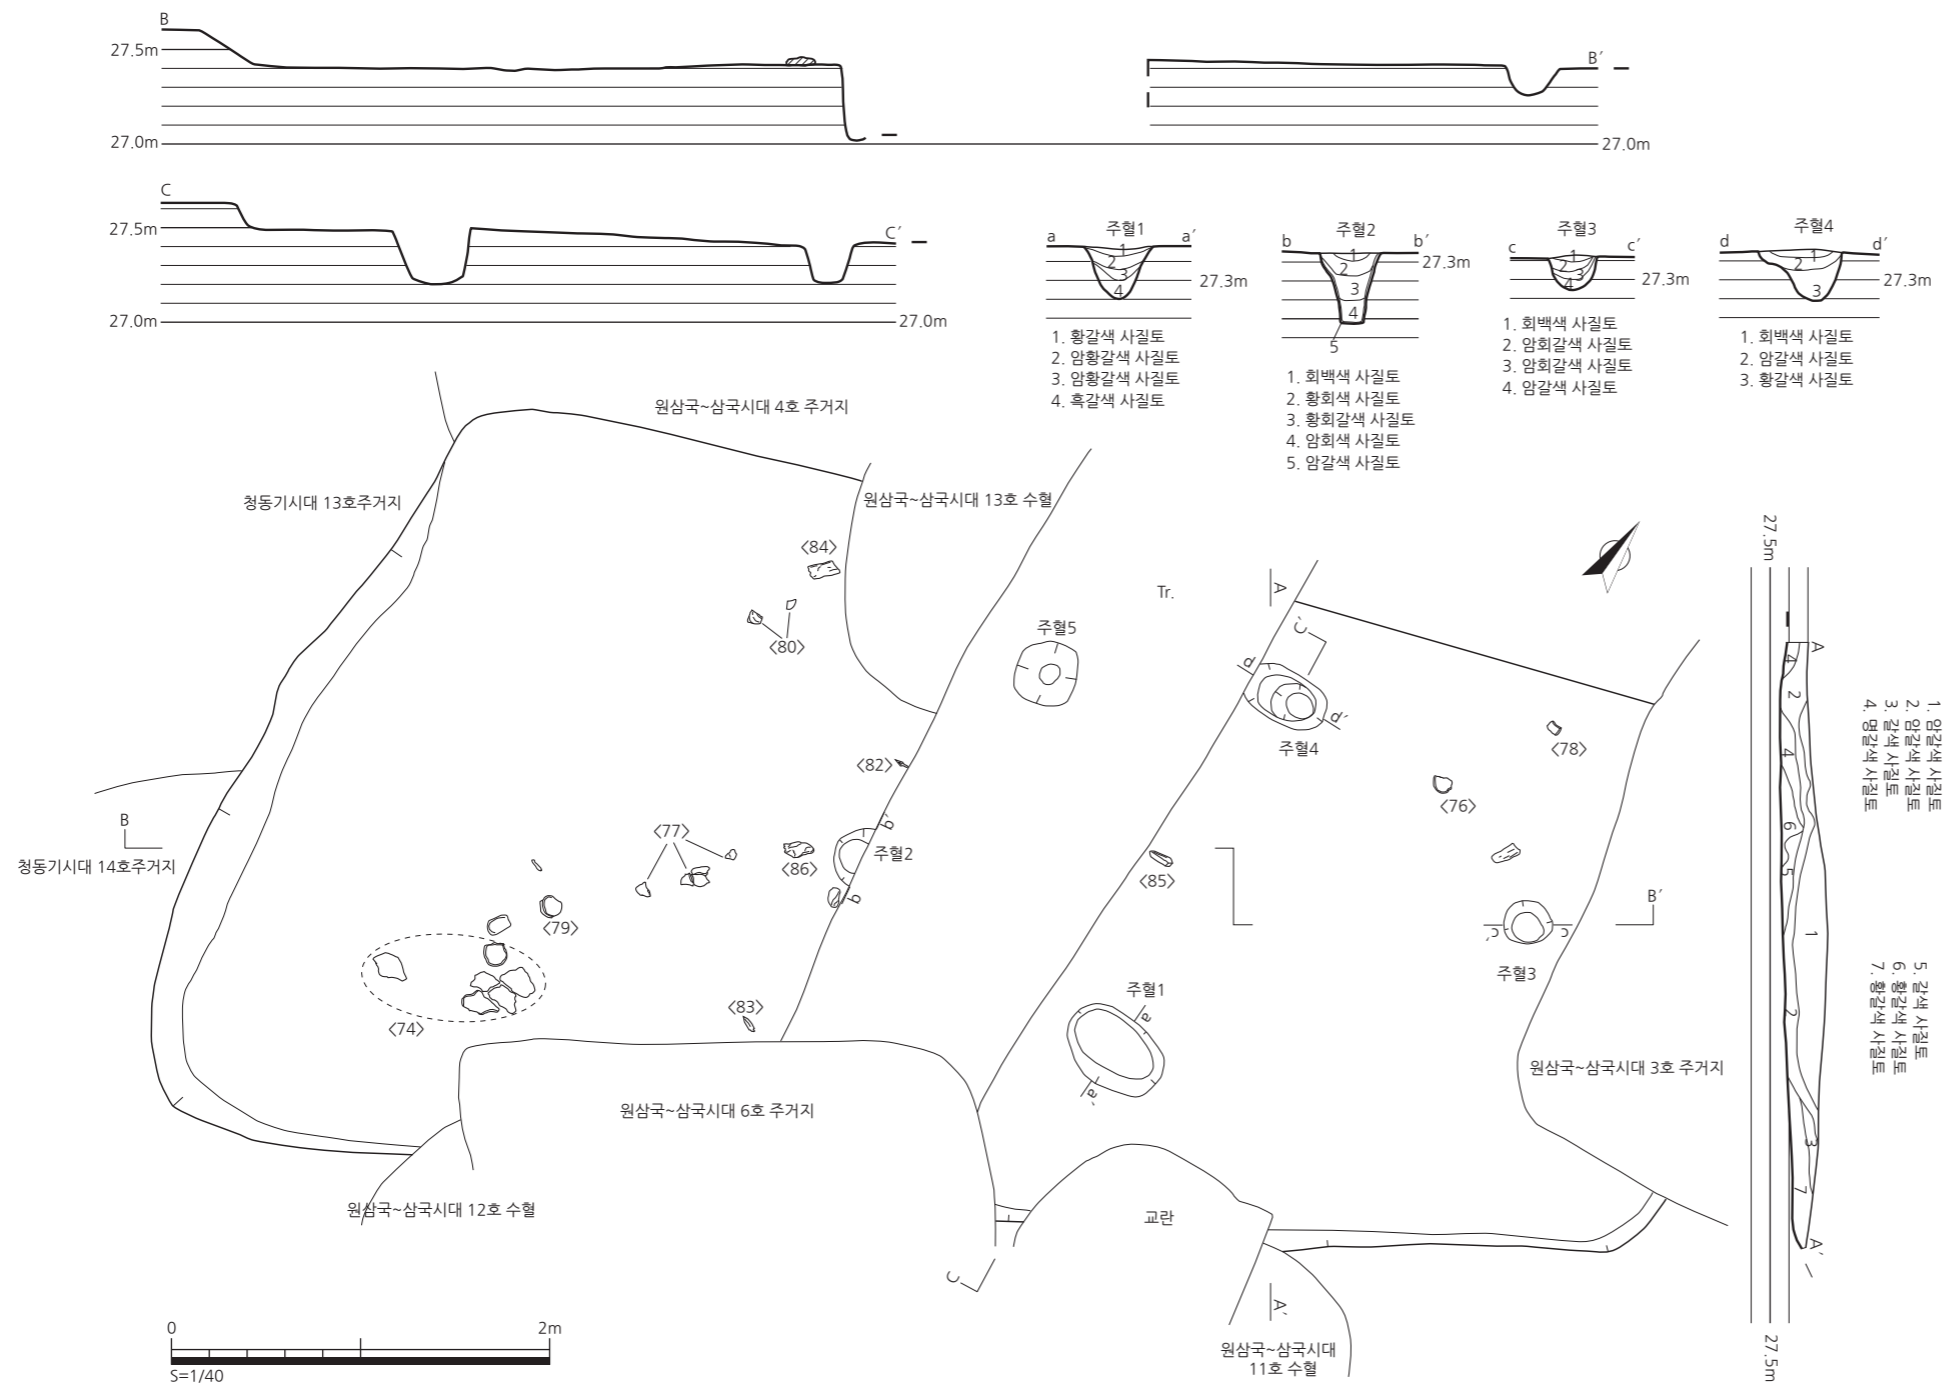 B
27.5m
B′
27.0m
27.0m
C
27.5m
C′
27.0m
27.0m
주혈1
a
a′
1
2
3
4
27.3m
1. 황갈색 사질토
2. 암황갈색 사질토
3. 암황갈색 사질토
4. 흑갈색 사질토
주혈2
b
b′
1
2
3
4
5
27.3m
1. 회백색 사질토
2. 황회색 사질토
3. 황회갈색 사질토
4. 암회색 사질토
5. 암갈색 사질토
주혈3
c
c′
1
2
3
4
27.3m
1. 회백색 사질토
2. 암회갈색 사질토
3. 암회갈색 사질토
4. 암갈색 사질토
주혈4
d
d′
1
2
3
27.3m
1. 회백색 사질토
2. 암갈색 사질토
3. 황갈색 사질토
원삼국~삼국시대 4호 주거지
청동기시대 13호주거지
원삼국~삼국시대 13호 수혈
〈84〉
〈80〉
Tr.
A
주혈5
C′
d
d′
주혈4
〈78〉
〈82〉
〈76〉
B
청동기시대 14호주거지
〈77〉
b′
주혈2
〈86〉
b
〈85〉
B′
〈79〉
c′
c
주혈3
〈74〉
〈83〉
주혈1
a
a′
원삼국~삼국시대 3호 주거지
원삼국~삼국시대 6호 주거지
원삼국~삼국시대 12호 수혈
교란
C
A′
원삼국~삼국시대
11호 수혈
27.5m
A
4
2
4
6
5
1
2
3
7
A′
27.5m
1. 암갈색 사질토
2. 암갈색 사질토
3. 갈색 사질토
4. 명갈색 사질토
5. 갈색 사질토
6. 황갈색 사질토
7. 황갈색 사질토
0
2m
S=1/40